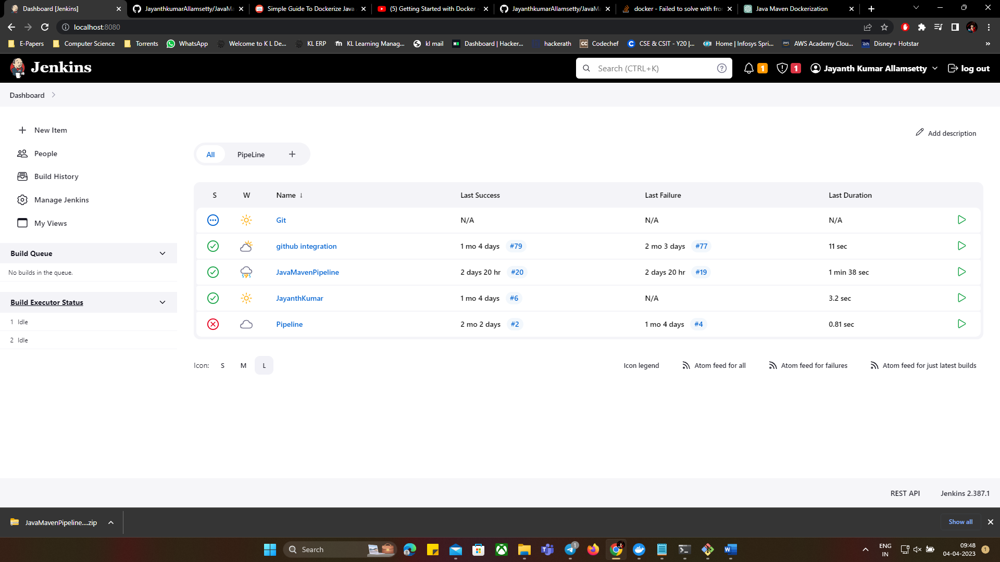 Dashboard [Jenkins]
JayanthkumarAllamsetty/JavaMa
Simple Guide To Dockerize Java
(5) Getting Started with Docker -
JayanthkumarAllamsetty/JavaMa
docker - Failed to solve with fror
Java Maven Dockerization
localhost:8080
E-Papers
Computer Science
Torrents
WhatsApp
Welcome to K L De...
KL ERP
KL Learning Manag...
kl mail
Dashboard | Hacker...
hackerath
Codechef
CSE & CSIT - Y20 |...
Home | Infosys Spri...
AWS Academy Clou...
Disney+ Hotstar
»
Jenkins
Search (CTRL+K)
1
1
Jayanth Kumar Allamsetty
log out
Dashboard
New Item
People
Build History
Manage Jenkins
My Views
Add description
All
PipeLine
+
S W Name ↓ Last Success Last Failure Last Duration
Git N/A N/A N/A
github integration 1 mo 4 days #79 2 mo 3 days #77 11 sec
JavaMavenPipeline 2 days 20 hr #20 2 days 20 hr #19 1 min 38 sec
JayanthKumar 1 mo 4 days #6 N/A 3.2 sec
Pipeline 2 mo 2 days #2 1 mo 4 days #4 0.81 sec
Build Queue
No builds in the queue.
Build Executor Status
1 Idle
2 Idle
Icon: S M L
Icon legend
Atom feed for all
Atom feed for failures
Atom feed for just latest builds
REST API
Jenkins 2.387.1
JavaMavenPipeline....zip
Show all
Search
1
ENG
IN
09:48
04-04-2023
1